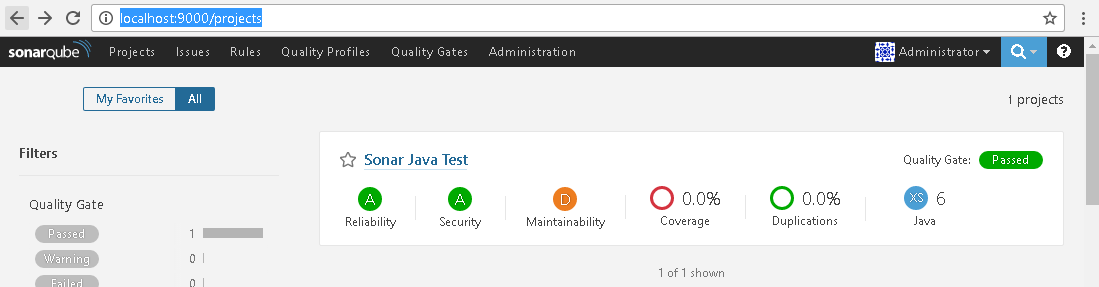 localhost:9000/projects
sonarqube Projects Issues Rules Quality Profiles Quality Gates Administration Administrator
My Favorites All 1 projects
Filters
Sonar Java Test Quality Gate: Passed
A A D 0.0% 0.0% XS 6
Reliability Security Maintainability Coverage Duplications Java
Quality Gate
Passed 1
Warning 0
Failed 0
1 of 1 shown